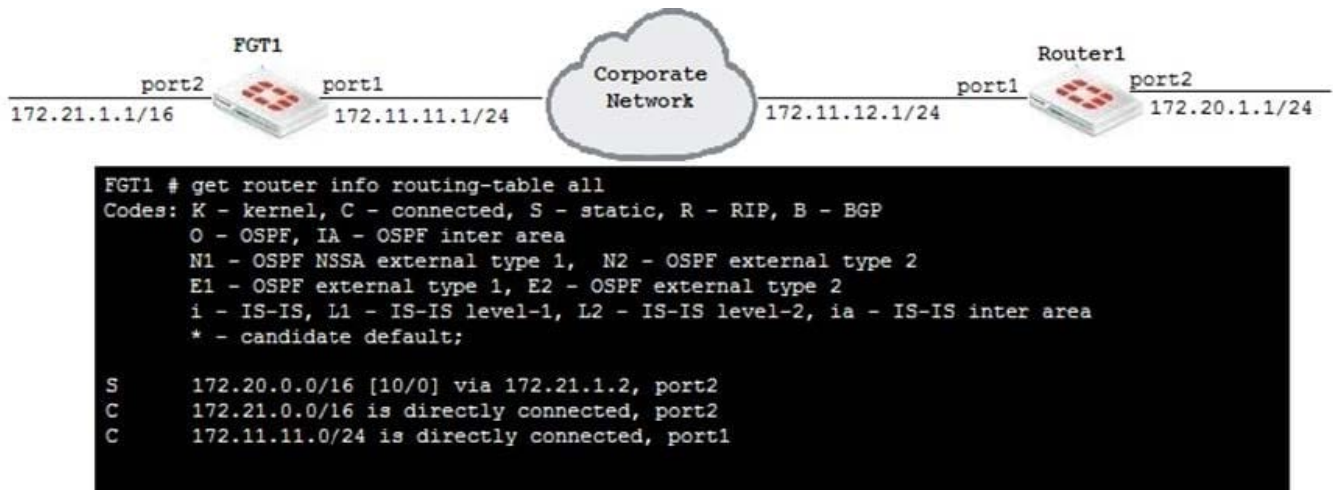 FGT1
Router1
port2
port1
Corporate
Network
port1
port2
172.21.1.1/16
172.11.11.1/24
172.11.12.1/24
172.20.1.1/24
FGT1 # get router info routing-table all
Codes: K - kernel, C - connected, S - static, R - RIP, B - BGP
O - OSPF, IA - OSPF inter area
N1 - OSPF NSSA external type 1, N2 - OSPF external type 2
E1 - OSPF external type 1, E2 - OSPF external type 2
i - IS-IS, L1 - IS-IS level-1, L2 - IS-IS level-2, ia - IS-IS inter area
* - candidate default;
S 172.20.0.0/16 [10/0] via 172.21.1.2, port2
C 172.21.0.0/16 is directly connected, port2
C 172.11.11.0/24 is directly connected, port1